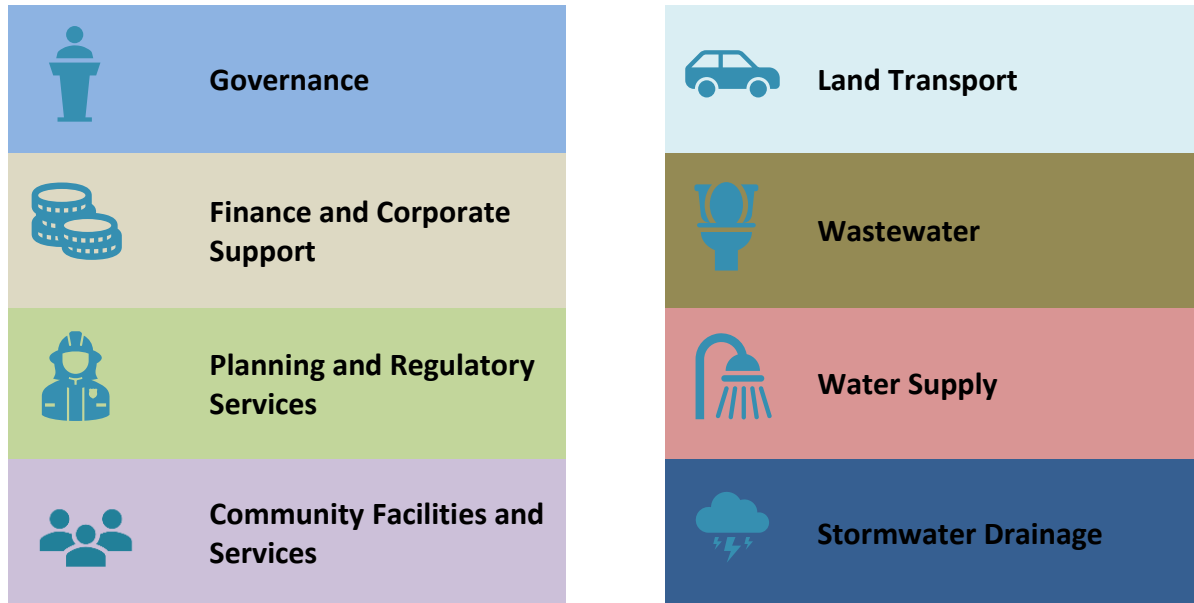 Governance
Finance and Corporate
Support
Planning and Regulatory
Services
Community Facilities and
Services
Land Transport
Wastewater
Water Supply
Stormwater Drainage